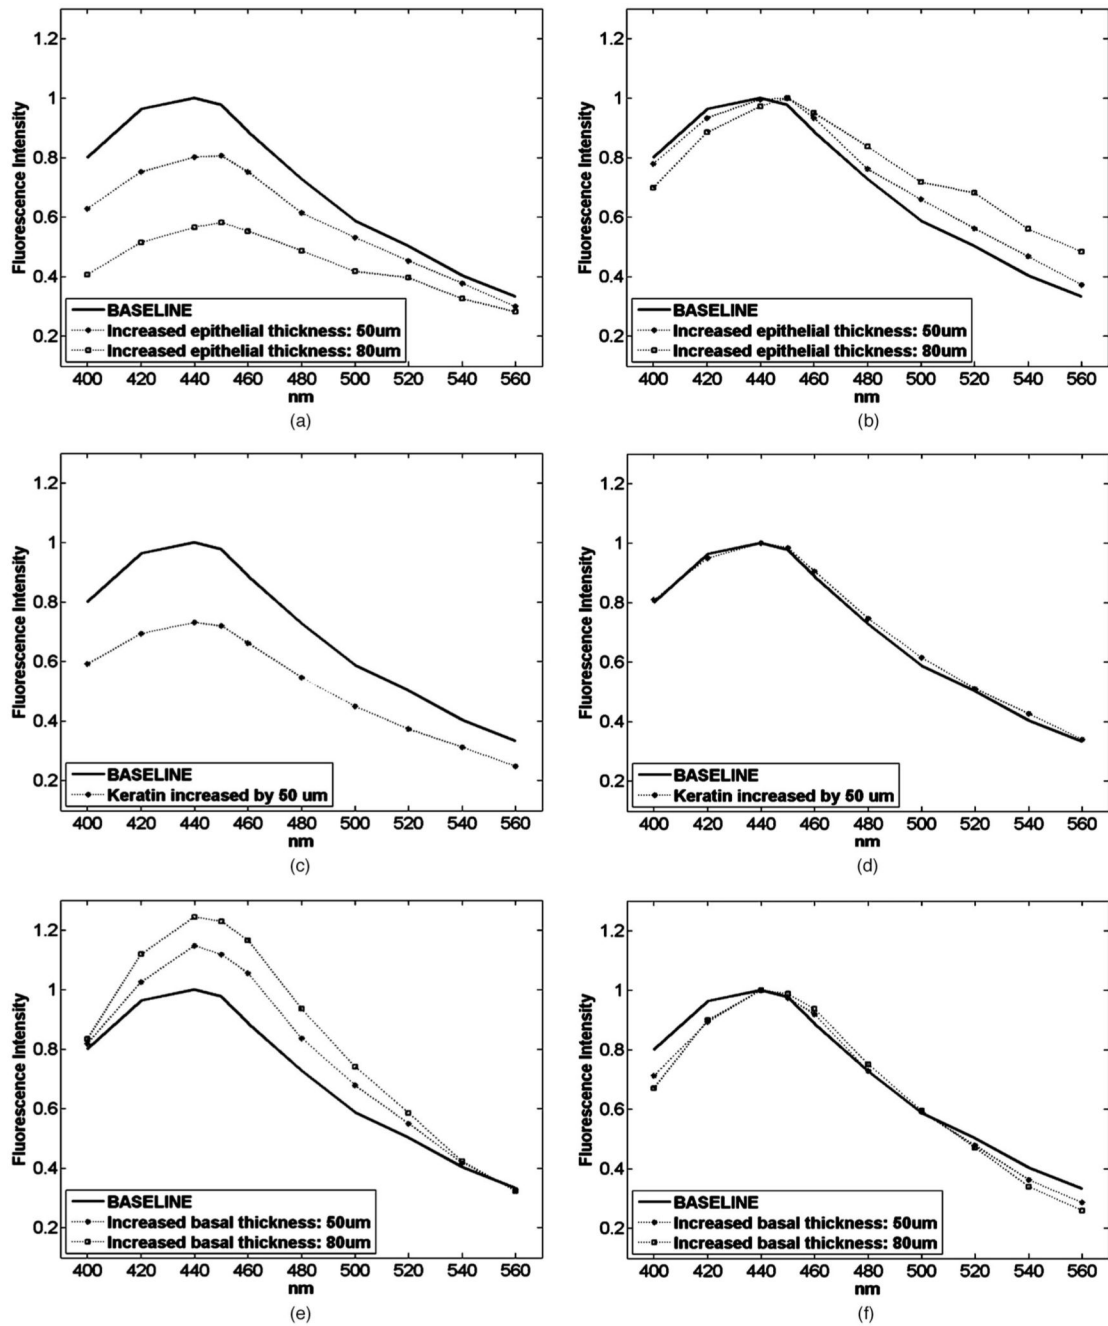 1.2
1
0.8
0.6
0.4
0.2
Fluorescence Intensity
BASELINE
Increased epithelial thickness: 50um
Increased epithelial thickness: 80um
400 420 440 460 480 500 520 540 560
nm
(a)
1.2
1
0.8
0.6
0.4
0.2
Fluorescence Intensity
BASELINE
Increased epithelial thickness: 50um
Increased epithelial thickness: 80um
400 420 440 460 480 500 520 540 560
nm
(b)
1.2
1
0.8
0.6
0.4
0.2
Fluorescence Intensity
BASELINE
Keratin increased by 50 um
400 420 440 460 480 500 520 540 560
nm
(c)
1.2
1
0.8
0.6
0.4
0.2
Fluorescence Intensity
BASELINE
Keratin increased by 50 um
400 420 440 460 480 500 520 540 560
nm
(d)
1.2
1
0.8
0.6
0.4
0.2
Fluorescence Intensity
BASELINE
Increased basal thickness: 50um
Increased basal thickness: 80um
400 420 440 460 480 500 520 540 560
nm
(e)
1.2
1
0.8
0.6
0.4
0.2
Fluorescence Intensity
BASELINE
Increased basal thickness: 50um
Increased basal thickness: 80um
400 420 440 460 480 500 520 540 560
nm
(f)